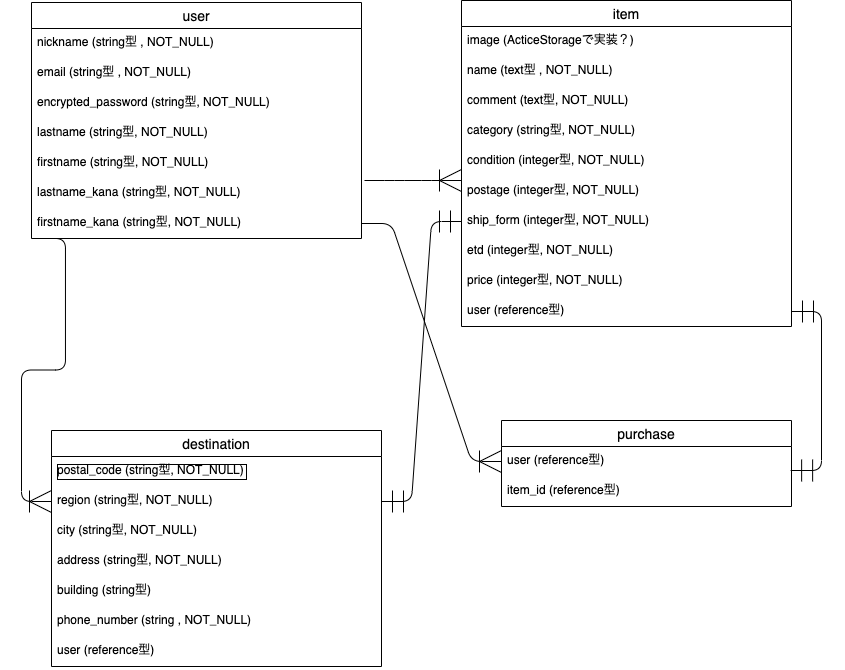 user
nickname (string型 , NOT_NULL)
email (string型 , NOT_NULL)
encrypted_password (string型, NOT_NULL)
lastname (string型, NOT_NULL)
firstname (string型, NOT_NULL)
lastname_kana (string型, NOT_NULL)
firstname_kana (string型, NOT_NULL)
item
image (ActiceStorageで実装？)
name (text型 , NOT_NULL)
comment (text型, NOT_NULL)
category (string型, NOT_NULL)
condition (integer型, NOT_NULL)
postage (integer型, NOT_NULL)
ship_form (integer型, NOT_NULL)
etd (integer型, NOT_NULL)
price (integer型, NOT_NULL)
user (reference型)
destination
postal_code (string型, NOT_NULL)
region (string型, NOT_NULL)
city (string型, NOT_NULL)
address (string型, NOT_NULL)
building (string型)
phone_number (string , NOT_NULL)
user (reference型)
purchase
user (reference型)
item_id (reference型)